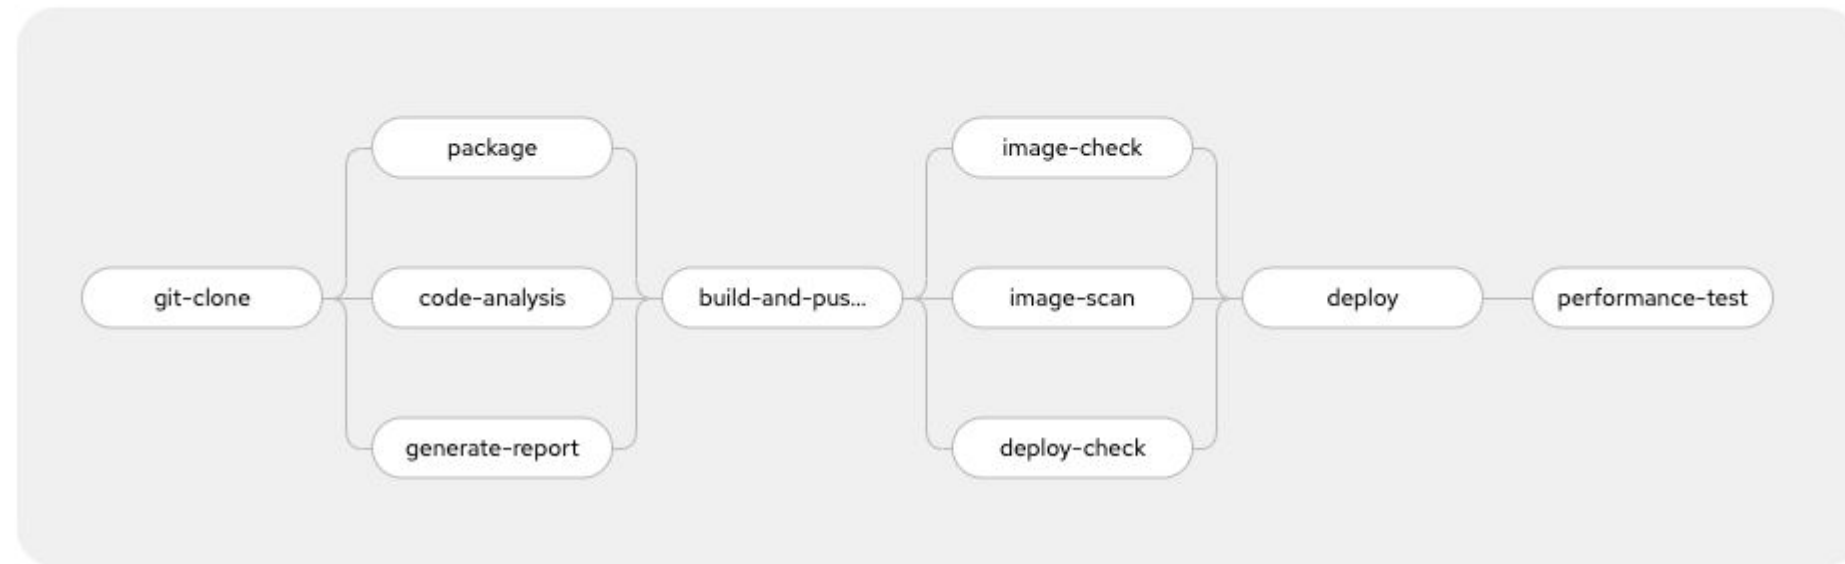 package
image-check
git-clone
code-analysis
build-and-pus...
image-scan
deploy
performance-test
generate-report
deploy-check